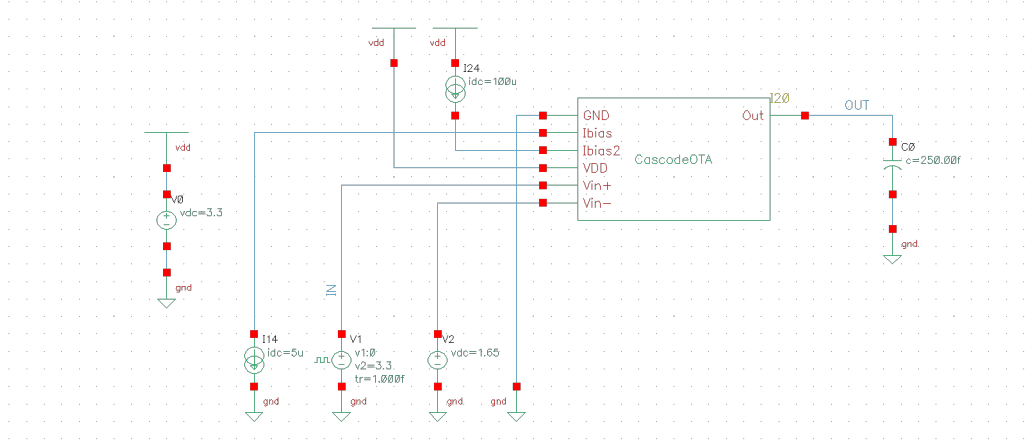 vdd
vdd
I24
idc=100u
I20
OUT
GND
Out
Ibias
Ibias2
CascodeOTA
VDD
Vin+
Vin-
C0
c=250.00f
gnd
vdd
V0
vdc=3.3
gnd
IN
I14
idc=5u
gnd
V1
v1:0
v2=3.3
tr=1.000f
gnd
V2
vdc=1.65
gnd
gnd